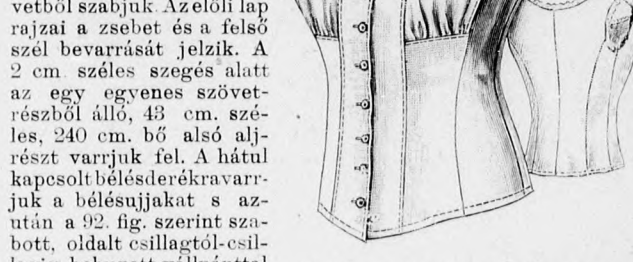 vetből szabjuk. Az elöli lap
rajzai a zsebet és a felső
szél bevarrását jelzik. A
2 cm. széles szegés alatt
az egy egyenes szövet-
részből álló, 43 cm. szé-
les, 240 cm. bő alsó alj-
részt varrjuk fel. A hátul
kapcsolt bélésderékra varr-
juk a bélésujjakat s az-
után a 92. fig. szerint sza-
bott, oldalt csillagtól-csil-